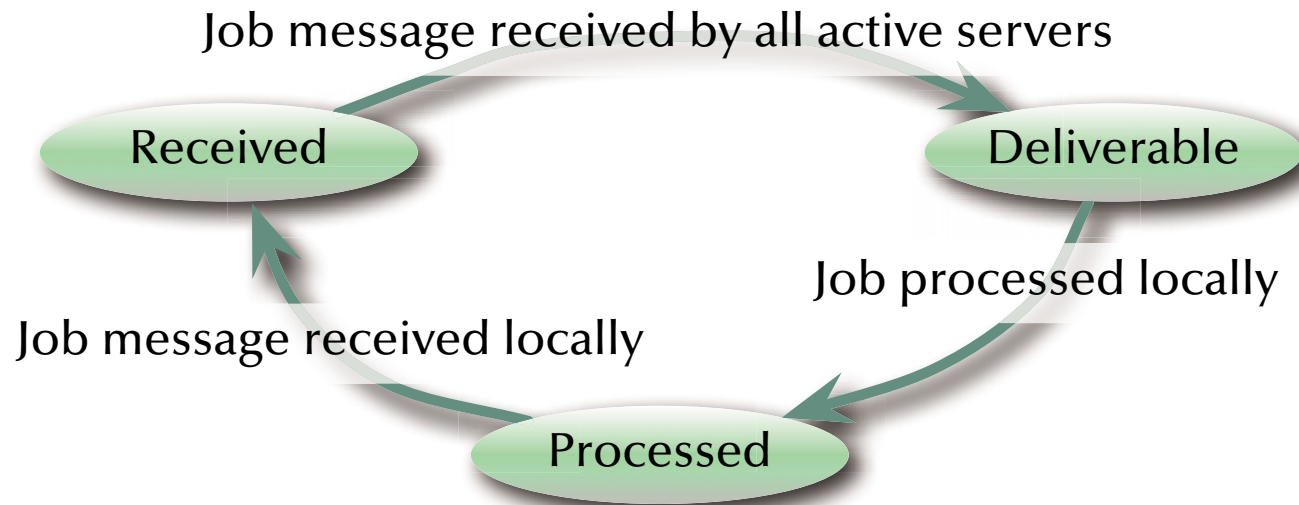 Job message received by all active servers
Received
Deliverable
Job processed locally
Job message received locally
Processed